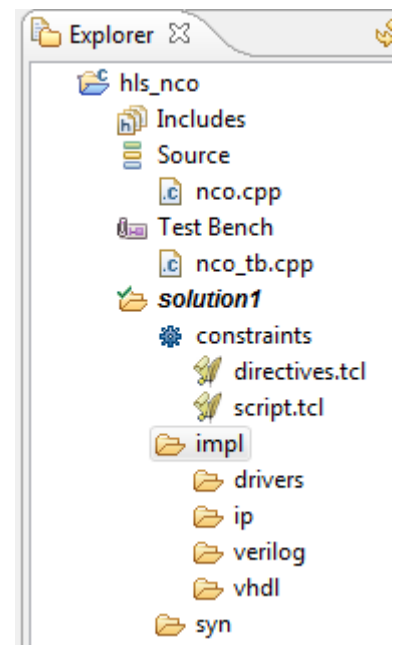 Explorer
hls_nco
Includes
Source
nco.cpp
Test Bench
nco_tb.cpp
solution1
constraints
directives.tcl
script.tcl
impl
drivers
ip
verilog
vhdl
syn